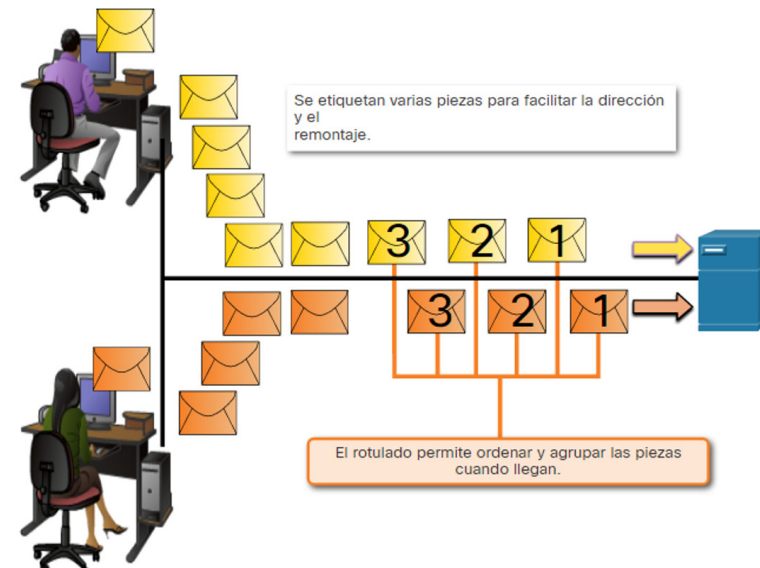 Se etiquetan varias piezas para facilitar la dirección
y el
remontaje.
3 2 1
3 2 1
El rotulado permite ordenar y agrupar las piezas
cuando llegan.